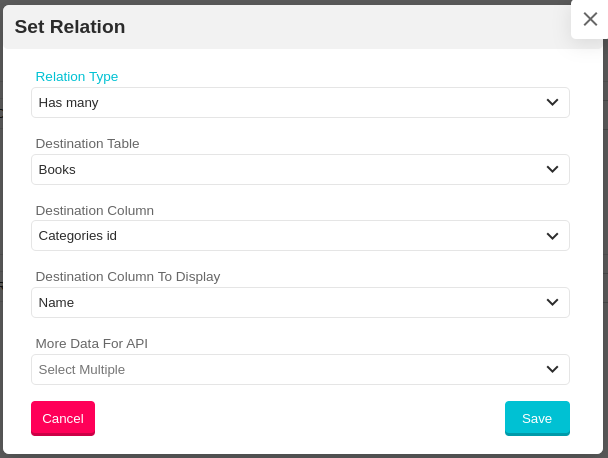 Set Relation
Relation Type
Has many
Destination Table
Books
Destination Column
Categories id
Destination Column To Display
Name
More Data For API
Select Multiple
Cancel Save